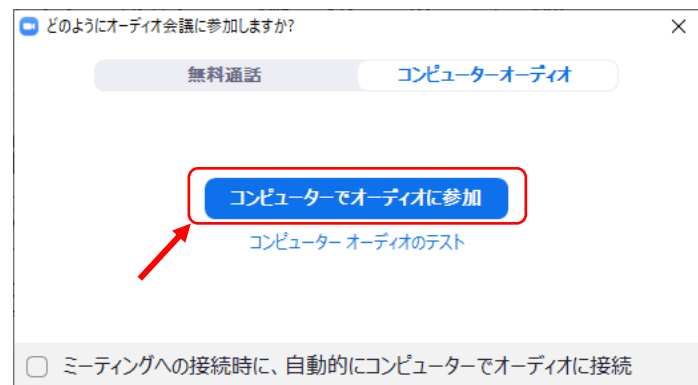 どのようにオーディオ会議に参加しますか?
無料通話 コンピューターオーディオ
コンピューターでオーディオに参加
コンピューター オーディオのテスト
ミーティングへの接続時に、自動的にコンピューターでオーディオに接続